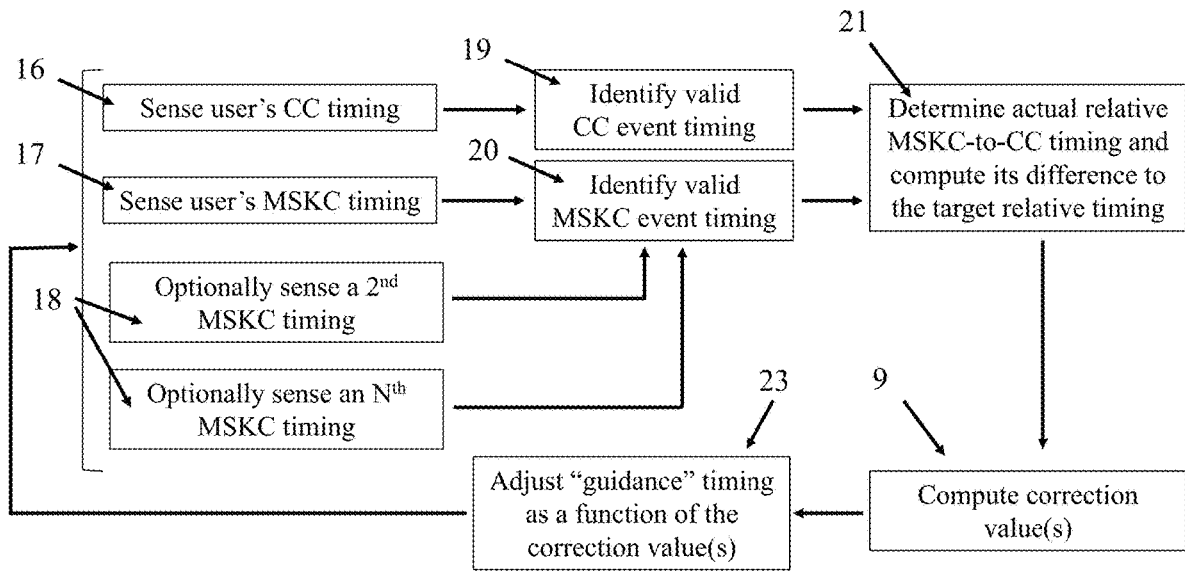 16
Sense user's CC timing
19
Identify valid
CC event timing
21
Determine actual relative
MSKC-to-CC timing and
compute its difference to
the target relative timing
17
Sense user's MSKC timing
20
Identify valid
MSKC event timing
18
Optionally sense a 2nd
MSKC timing
Optionally sense an Nth
MSKC timing
23
Adjust “guidance” timing
as a function of the
correction value(s)
9
Compute correction
value(s)